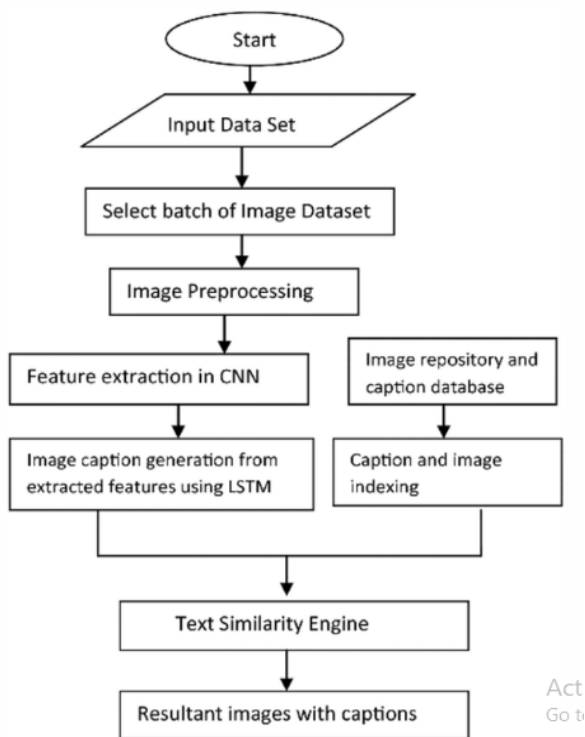 Start
Input Data Set
Select batch of Image Dataset
Image Preprocessing
Feature extraction in CNN
Image repository and
caption database
Image caption generation from
extracted features using LSTM
Caption and image
indexing
Text Similarity Engine
Resultant images with captions
Act
Go to